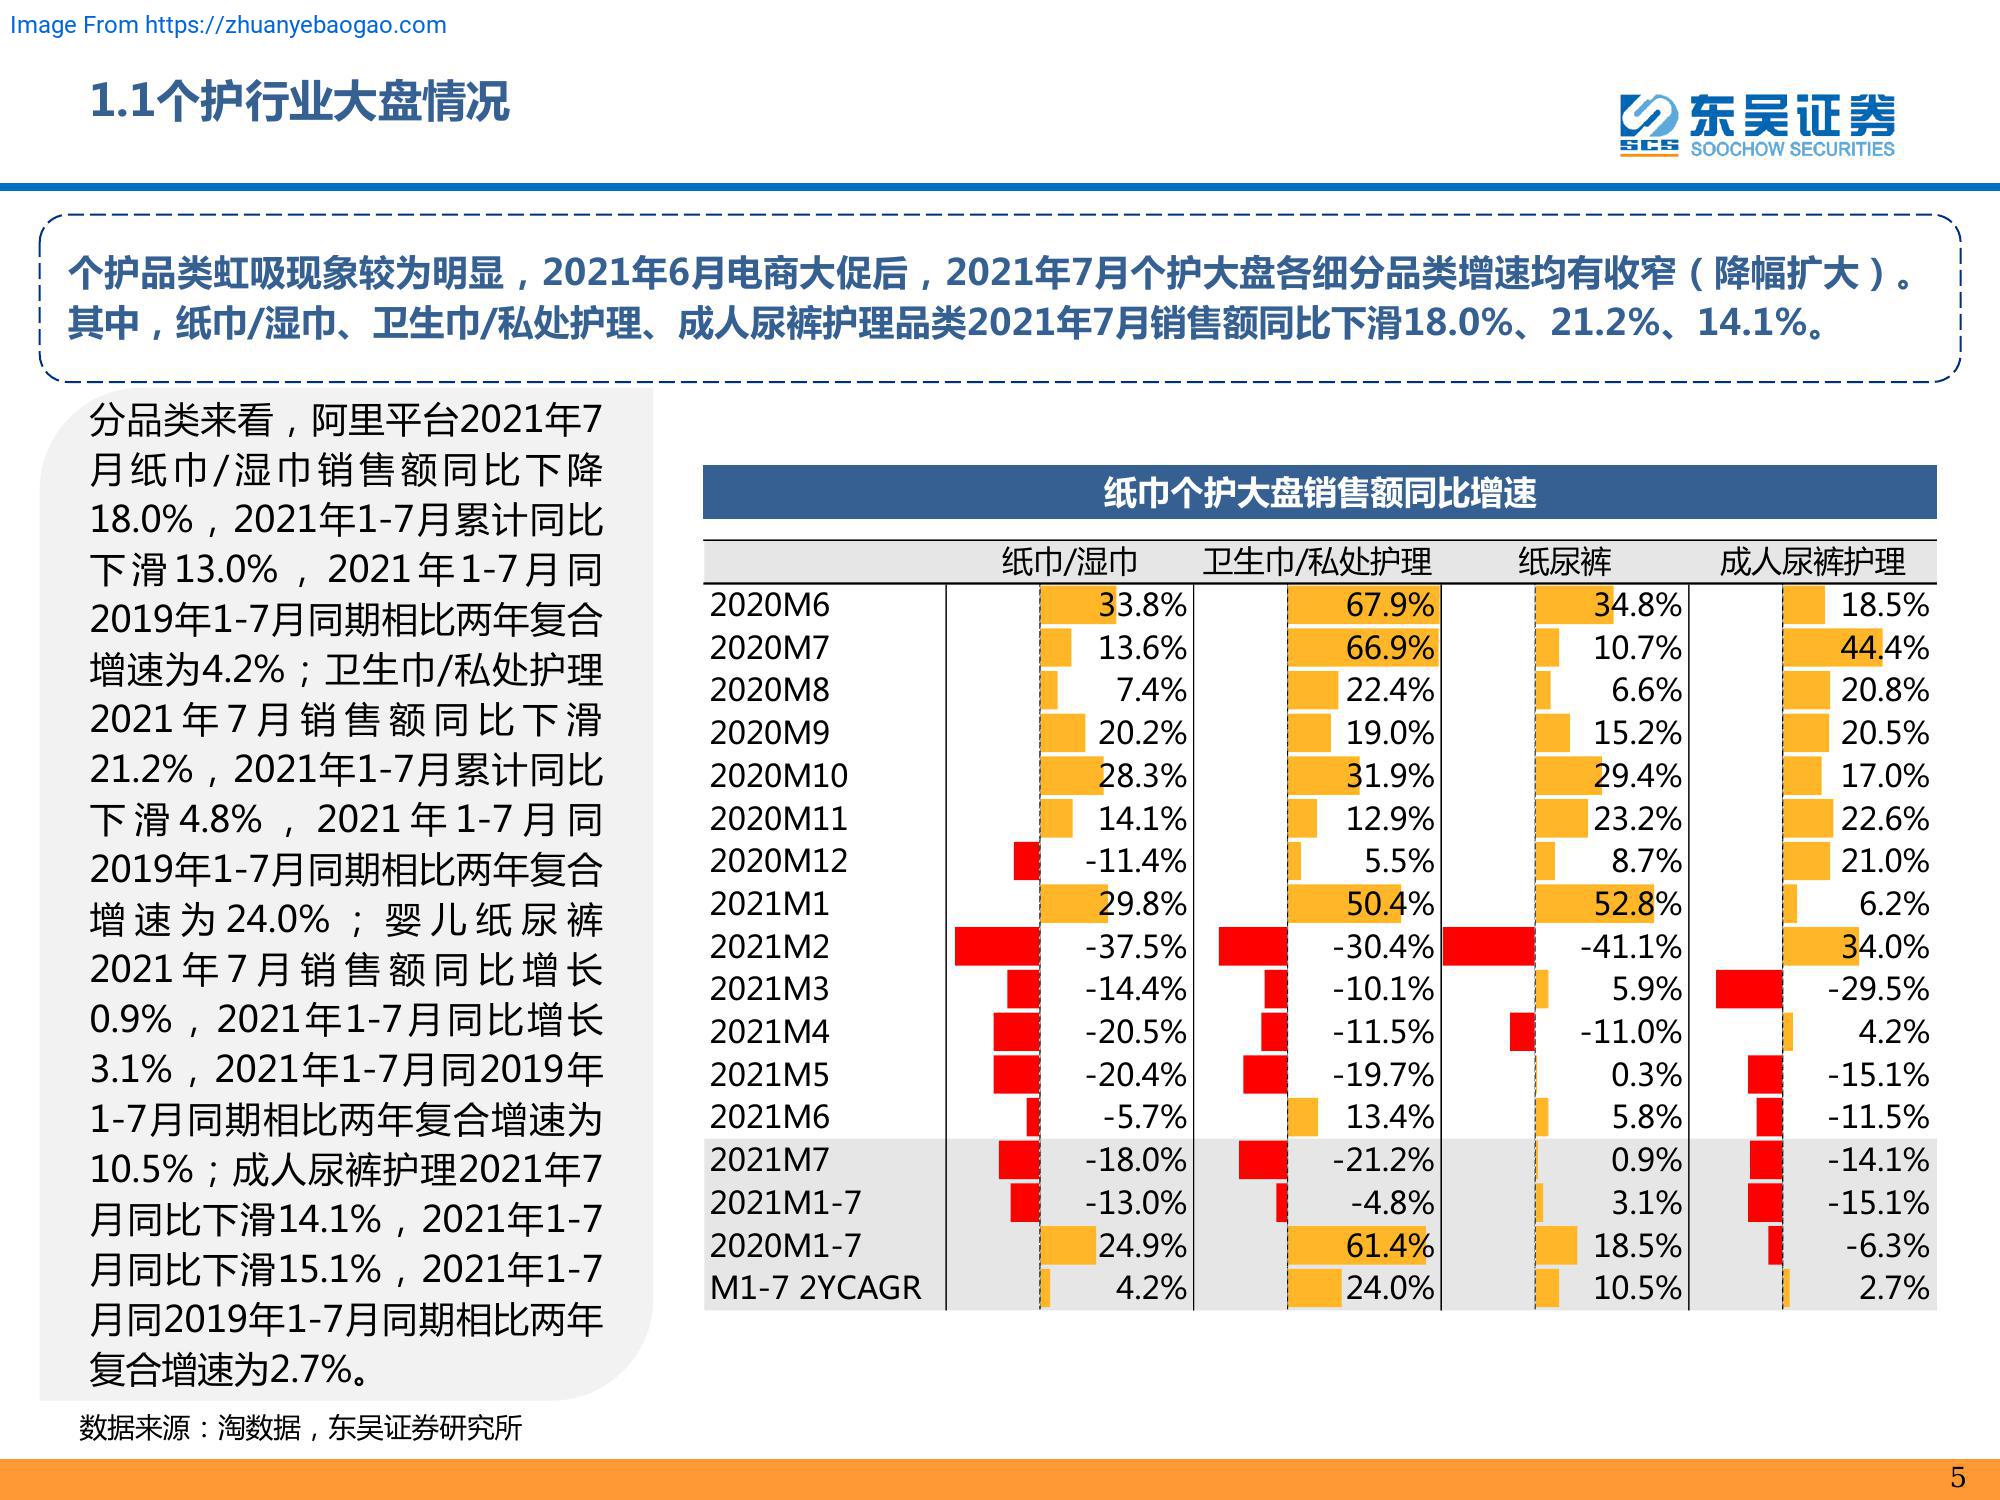 Image From https://zhuanyebaogao.com
1.1个护行业大盘情况
SCS
东吴证券
SOOCHOW SECURITIES
个护品类虹吸现象较为明显，2021年6月电商大促后，2021年7月个护大盘各细分品类增速均有收窄（降幅扩大）。
其中，纸巾/湿巾、卫生巾/私处护理、成人尿裤护理品类2021年7月销售额同比下滑18.0%、21.2%、14.1%。
分品类来看，阿里平台2021年7
月纸巾/湿巾销售额同比下降
18.0%，2021年1-7月累计同比
下滑13.0%，2021年1-7月同
2019年1-7月同期相比两年复合
增速为4.2%；卫生巾/私处护理
2021年7月销售额同比下滑
21.2%，2021年1-7月累计同比
下滑4.8%，2021年1-7月同
2019年1-7月同期相比两年复合
增速为24.0%；婴儿纸尿裤
2021年7月销售额同比增长
0.9%，2021年1-7月同比增长
3.1%，2021年1-7月同2019年
1-7月同期相比两年复合增速为
10.5%；成人尿裤护理2021年7
月同比下滑14.1%，2021年1-7
月同比下滑15.1%，2021年1-7
月同2019年1-7月同期相比两年
复合增速为2.7%。
纸巾个护大盘销售额同比增速
纸巾/湿巾 卫生巾/私处护理 纸尿裤 成人尿裤护理
2020M6 33.8% 67.9% 34.8% 18.5%
2020M7 13.6% 66.9% 10.7% 44.4%
2020M8 7.4% 22.4% 6.6% 20.8%
2020M9 20.2% 19.0% 15.2% 20.5%
2020M10 28.3% 31.9% 29.4% 17.0%
2020M11 14.1% 12.9% 23.2% 22.6%
2020M12 -11.4% 5.5% 8.7% 21.0%
2021M1 29.8% 50.4% 52.8% 6.2%
2021M2 -37.5% -30.4% -41.1% 34.0%
2021M3 -14.4% -10.1% 5.9% -29.5%
2021M4 -20.5% -11.5% -11.0% 4.2%
2021M5 -20.4% -19.7% 0.3% -15.1%
2021M6 -5.7% 13.4% 5.8% -11.5%
2021M7 -18.0% -21.2% 0.9% -14.1%
2021M1-7 -13.0% -4.8% 3.1% -15.1%
2020M1-7 24.9% 61.4% 18.5% -6.3%
M1-7 2YCAGR 4.2% 24.0% 10.5% 2.7%
数据来源：淘数据，东吴证券研究所
5